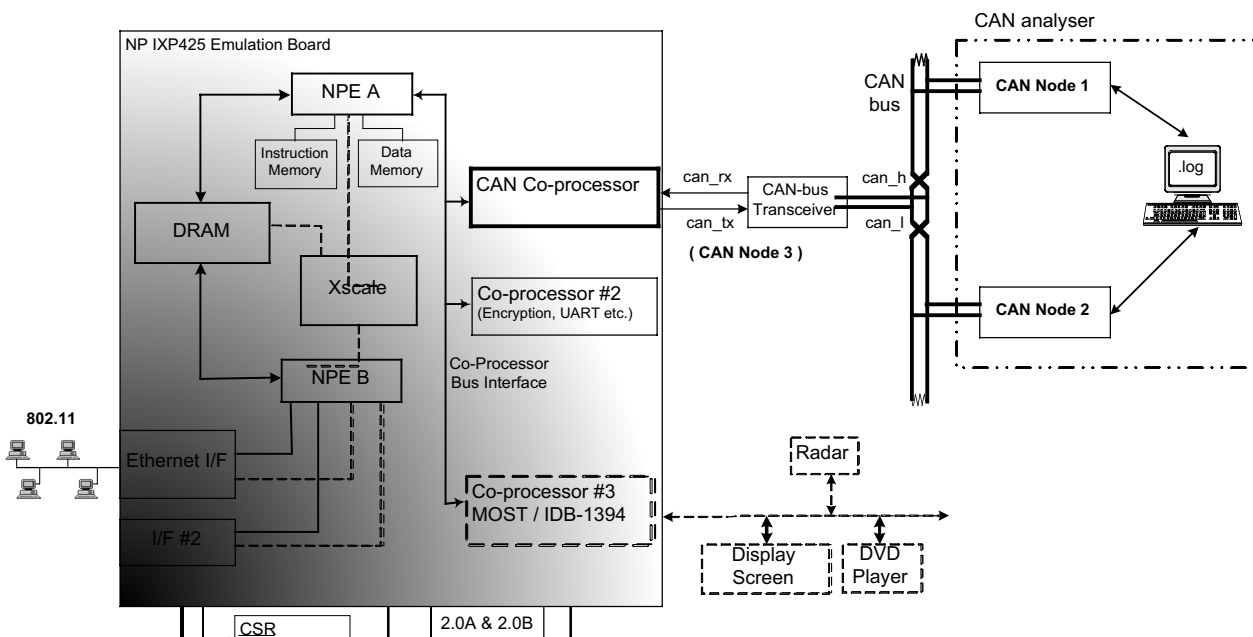 CAN analyser
NP IXP425 Emulation Board
NPE A
CAN
bus
CAN Node 1
Instruction
Memory
Data
Memory
CAN Co-processor
can_rx
can_tx
CAN-bus
Transceiver
can_h
can_l
.log
( CAN Node 3 )
DRAM
Xscale
Co-processor #2
(Encryption, UART etc.)
CAN Node 2
NPE B
Co-Processor
Bus Interface
802.11
Ethernet I/F
Radar
Co-processor #3
MOST / IDB-1394
I/F #2
Display
Screen
DVD
Player
CSR
2.0A & 2.0B